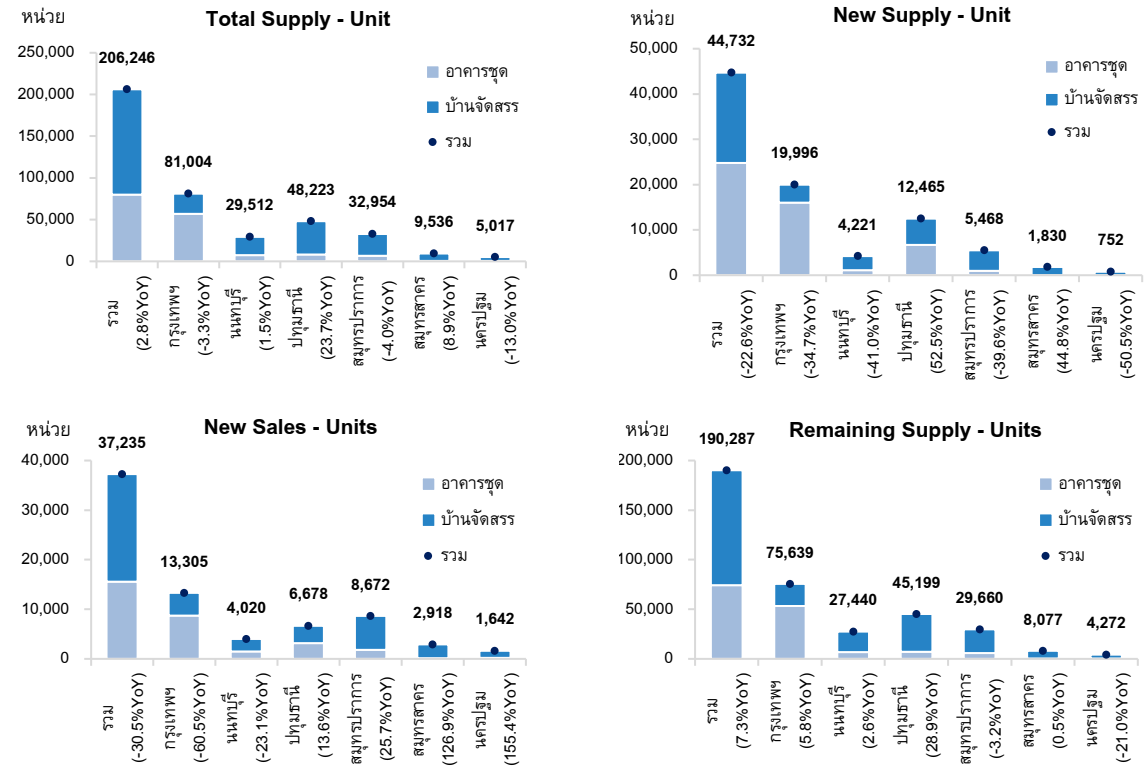 หน่วย
Total Supply - Unit
250,000
200,000
150,000
100,000
50,000
0
206,246
81,004
29,512
48,223
32,954
9,536
5,017
อาคารชุด
บ้านจัดสรร
รวม
รวม
(2.8%YoY)
กรุงเทพฯ
(-3.3%YoY)
นนทบุรี
(1.5%YoY)
ปทุมธานี
(23.7%YoY)
สมุทรปราการ
(-4.0%YoY)
สมุทรสาคร
(8.9%YoY)
นครปฐม
(-13.0%YoY)
หน่วย
New Supply - Unit
50,000
40,000
30,000
20,000
10,000
0
44,732
19,996
4,221
12,465
5,468
1,830
752
อาคารชุด
บ้านจัดสรร
รวม
รวม
(-22.6%YoY)
กรุงเทพฯ
(-34.7%YoY)
นนทบุรี
(-41.0%YoY)
ปทุมธานี
(52.5%YoY)
สมุทรปราการ
(-39.6%YoY)
สมุทรสาคร
(44.8%YoY)
นครปฐม
(-50.5%YoY)
หน่วย
New Sales - Units
40,000
30,000
20,000
10,000
0
37,235
13,305
4,020
6,678
8,672
2,918
1,642
อาคารชุด
บ้านจัดสรร
รวม
รวม
(-30.5%YoY)
กรุงเทพฯ
(-60.5%YoY)
นนทบุรี
(-23.1%YoY)
ปทุมธานี
(13.6%YoY)
สมุทรปราการ
(25.7%YoY)
สมุทรสาคร
(126.9%YoY)
นครปฐม
(155.4%YoY)
หน่วย
Remaining Supply - Units
200,000
150,000
100,000
50,000
0
190,287
75,639
27,440
45,199
29,660
8,077
4,272
อาคารชุด
บ้านจัดสรร
รวม
รวม
(7.3%YoY)
กรุงเทพฯ
(5.8%YoY)
นนทบุรี
(2.6%YoY)
ปทุมธานี
(28.9%YoY)
สมุทรปราการ
(-3.2%YoY)
สมุทรสาคร
(0.5%YoY)
นครปฐม
(-21.0%YoY)